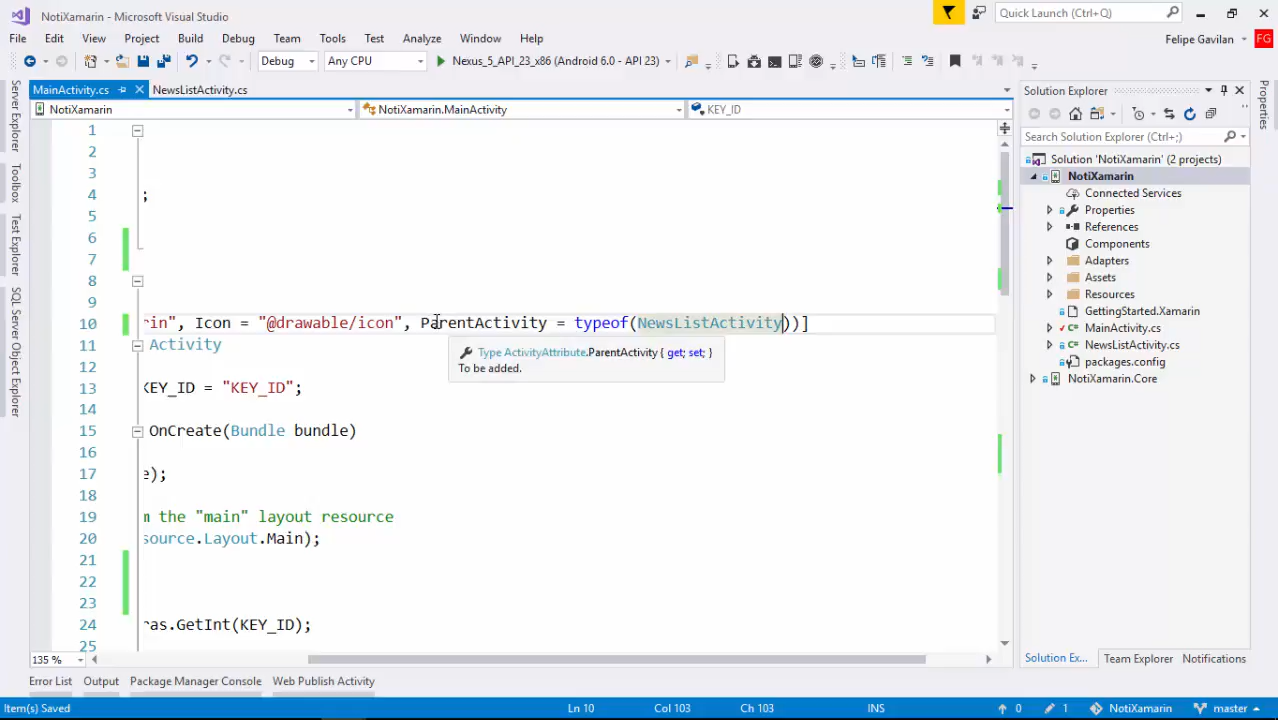 NotiXamarin - Microsoft Visual Studio
Quick Launch (Ctrl+Q)
File Edit View Project Build Debug Team Tools Test Analyze Window Help
Felipe Gavilan FG
Debug Any CPU Nexus_5_API_23_x86 (Android 6.0 - API 23)
MainActivity.cs NewsListActivity.cs
NotiXamarin NotiXamarin.MainActivity KEY_ID
Server Explorer
Toolbox
Test Explorer
SQL Server Object Explorer
1
2
3
4 ;
5
6
7
8
9
10 rin", Icon = "@drawable/icon", ParentActivity = typeof(NewsListActivity))]
11 Activity
Type ActivityAttribute.ParentActivity { get; set; }
To be added.
12
13 KEY_ID = "KEY_ID";
14
15 OnCreate(Bundle bundle)
16
17 e);
18
19 m the "main" layout resource
20 source.Layout.Main);
21
22
23
24 ras.GetInt(KEY_ID);
25
135 %
Solution Explorer
Search Solution Explorer (Ctrl+;)
Solution 'NotiXamarin' (2 projects)
NotiXamarin
Connected Services
Properties
References
Components
Adapters
Assets
Resources
GettingStarted.Xamarin
MainActivity.cs
NewsListActivity.cs
packages.config
NotiXamarin.Core
Solution Ex... Team Explorer Notifications
Properties
Error List Output Package Manager Console Web Publish Activity
Item(s) Saved Ln 10 Col 103 Ch 103 INS 0 1 NotiXamarin master